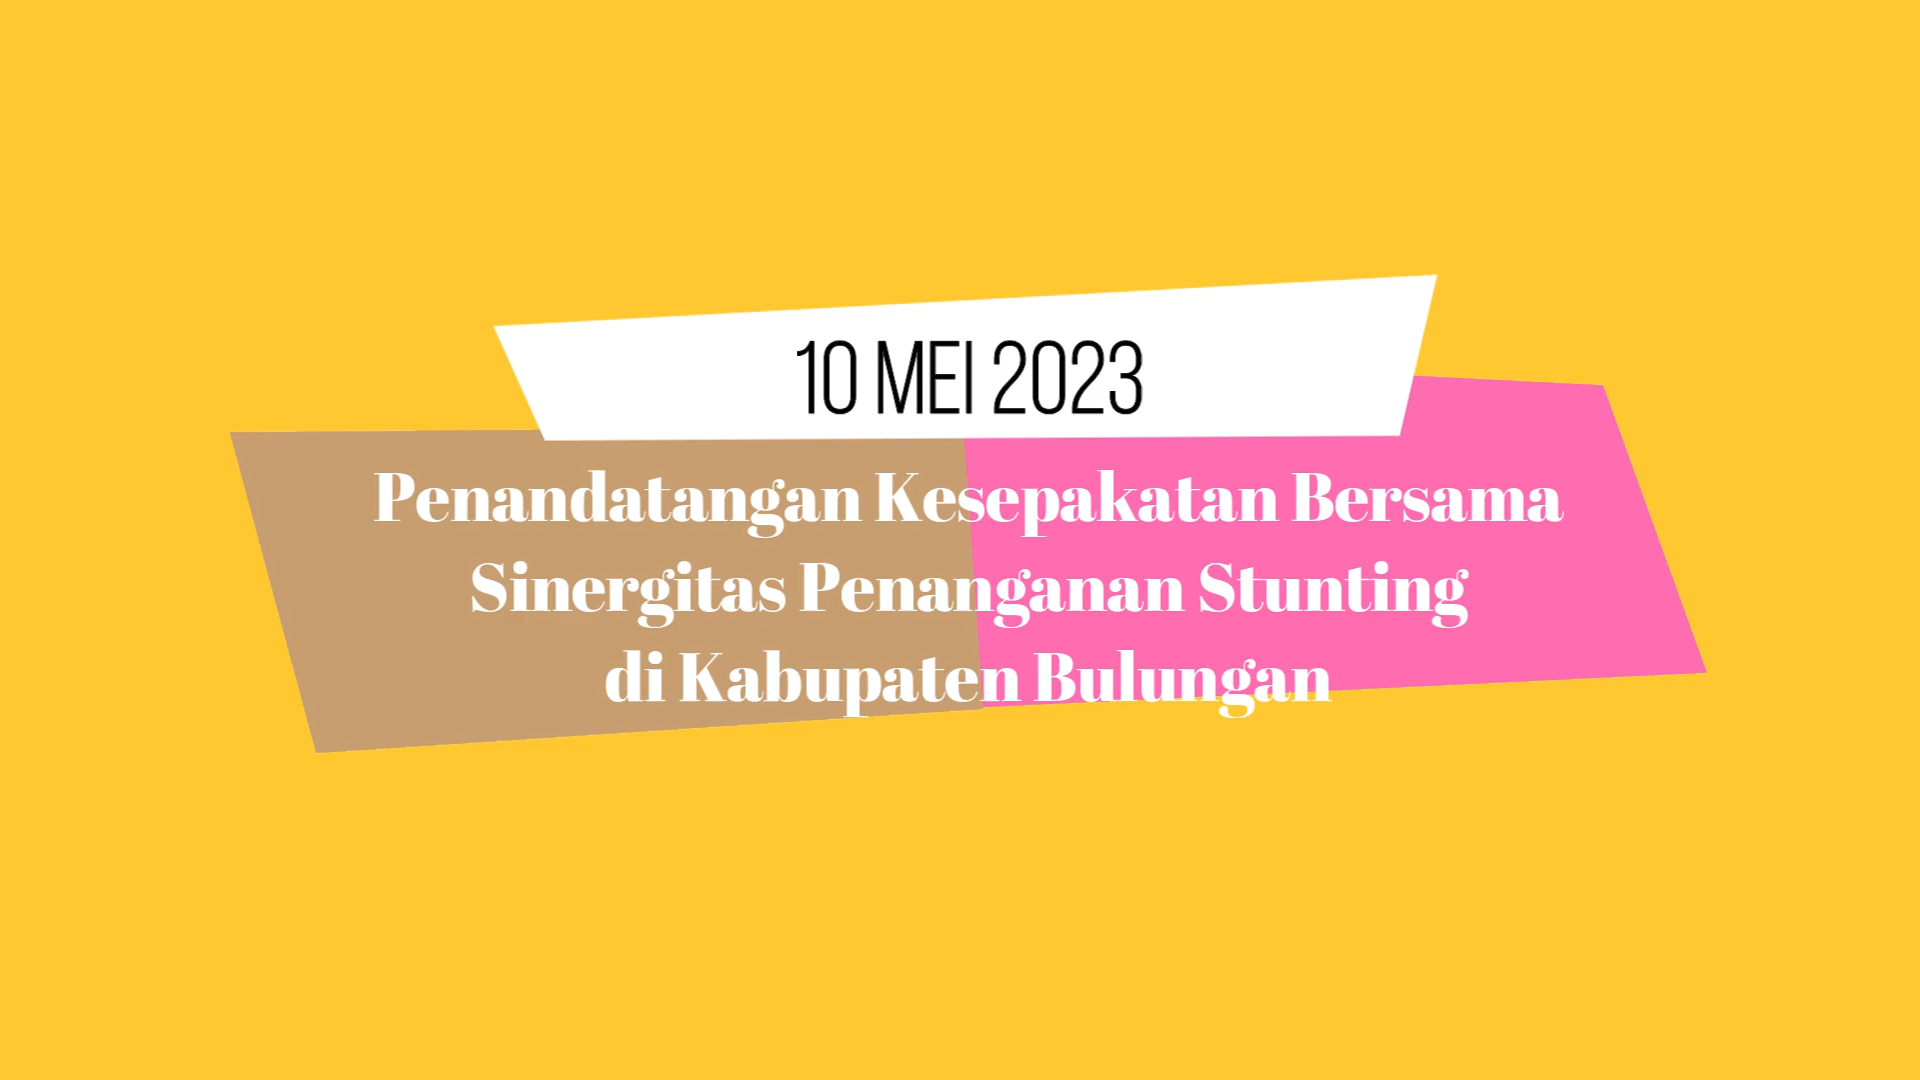 10 MEI 2023
Penandatangan Kesepakatan Bersama
Sinergitas Penanganan Stunting
di Kabupaten Bulungan